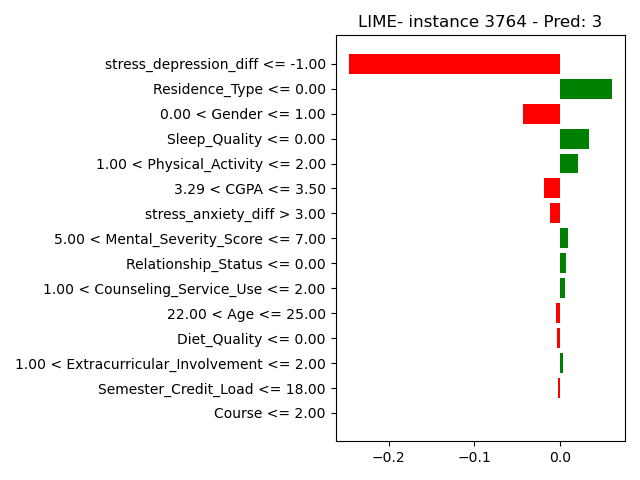 LIME- instance 3764 - Pred: 3
stress_depression_diff <= -1.00
Residence_Type <= 0.00
0.00 < Gender <= 1.00
Sleep_Quality <= 0.00
1.00 < Physical_Activity <= 2.00
3.29 < CGPA <= 3.50
stress_anxiety_diff > 3.00
5.00 < Mental_Severity_Score <= 7.00
Relationship_Status <= 0.00
1.00 < Counseling_Service_Use <= 2.00
22.00 < Age <= 25.00
Diet_Quality <= 0.00
1.00 < Extracurricular_Involvement <= 2.00
Semester_Credit_Load <= 18.00
Course <= 2.00
−0.2 −0.1 0.0